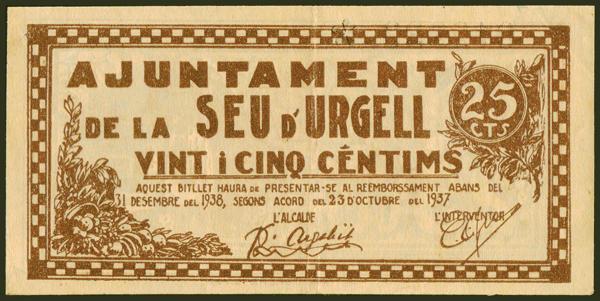 AJUNTAMENT
DE LA SEU D'URGELL
25
CTS
VINT i CINQ CÈNTIMS
AQUEST BITLLET HAURA DE PRESENTAR-SE AL REEMBORSSAMENT ABANS DEL
31 DESEMBRE DEL 1938, SEGONS ACORD DEL 23 D'OCTUBRE DEL 1937
L'ALCALDE L'INTERVENTOR